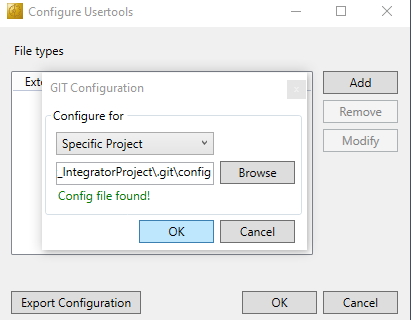 Configure Usertools
File types
Exte
Add
GIT Configuration
Remove
Configure for
Modify
Specific Project
_IntegratorProject\.git\config
Browse
Config file found!
OK
Cancel
Export Configuration
OK
Cancel